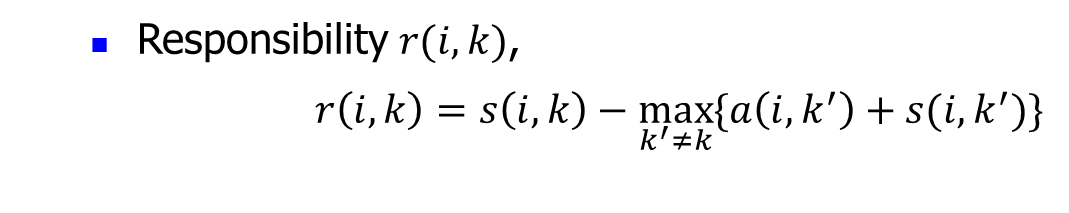 ▪ Responsibility r(i, k),
r(i, k) = s(i, k) − max{a(i, k′) + s(i, k′)}
k′≠k